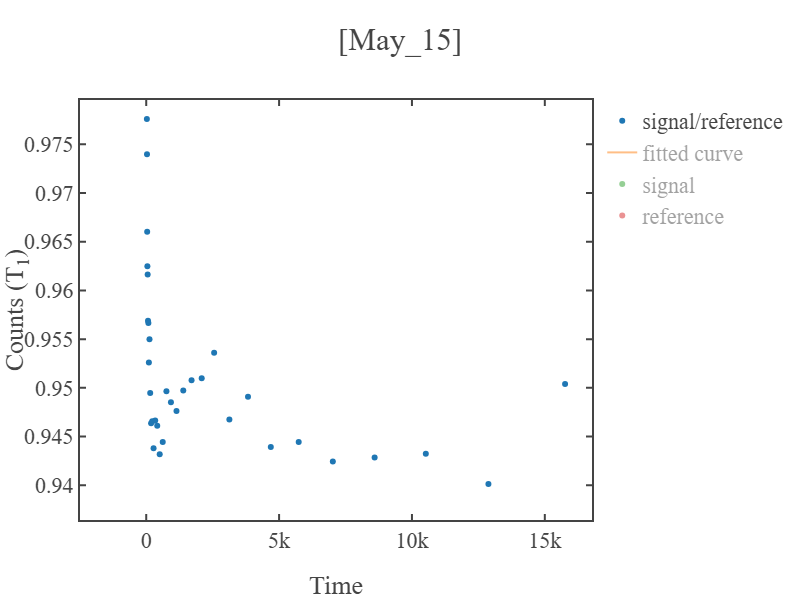 [May_15]
signal/reference
fitted curve
signal
reference
Counts (T1)
0.975
0.97
0.965
0.96
0.955
0.95
0.945
0.94
0
5k
10k
15k
Time